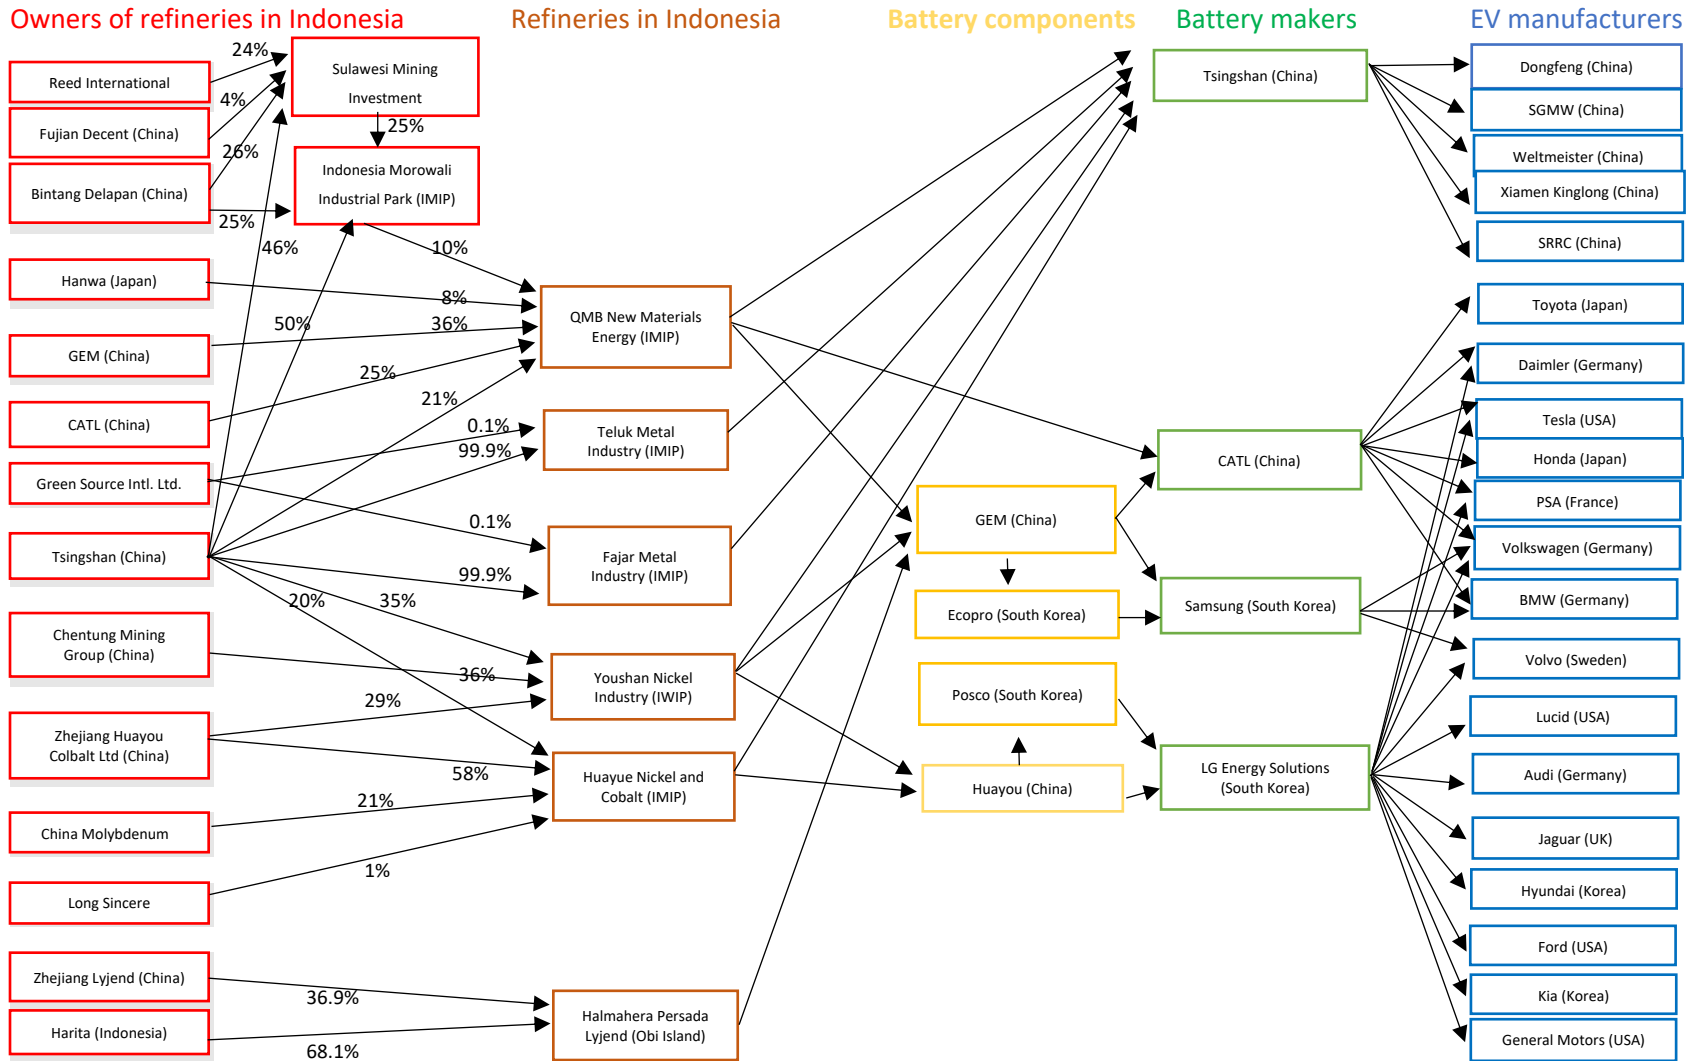 Owners of refineries in Indonesia
Refineries in Indonesia
Battery components
Battery makers
EV manufacturers
Reed International
Fujian Decent (China)
Bintang Delapan (China)
Hanwa (Japan)
GEM (China)
CATL (China)
Green Source Intl. Ltd.
Tsingshan (China)
Chentung Mining
Group (China)
Zhejiang Huayou
Colbalt Ltd (China)
China Molybdenum
Long Sincere
Zhejiang Lyjend (China)
Harita (Indonesia)
24%
4%
26%
25%
46%
50%
Sulawesi Mining
Investment
25%
Indonesia Morowali
Industrial Park (IMIP)
10%
8%
36%
25%
21%
0.1%
99.9%
0.1%
99.9%
20%
35%
36%
29%
58%
21%
1%
36.9%
68.1%
QMB New Materials
Energy (IMIP)
Teluk Metal
Industry (IMIP)
Fajar Metal
Industry (IMIP)
Youshan Nickel
Industry (IWIP)
Huayue Nickel and
Cobalt (IMIP)
Halmahera Persada
Lyjend (Obi Island)
GEM (China)
Ecopro (South Korea)
Posco (South Korea)
Huayou (China)
Tsingshan (China)
CATL (China)
Samsung (South Korea)
LG Energy Solutions
(South Korea)
Dongfeng (China)
SGMW (China)
Weltmeister (China)
Xiamen Kinglong (China)
SRRC (China)
Toyota (Japan)
Daimler (Germany)
Tesla (USA)
Honda (Japan)
PSA (France)
Volkswagen (Germany)
BMW (Germany)
Volvo (Sweden)
Lucid (USA)
Audi (Germany)
Jaguar (UK)
Hyundai (Korea)
Ford (USA)
Kia (Korea)
General Motors (USA)